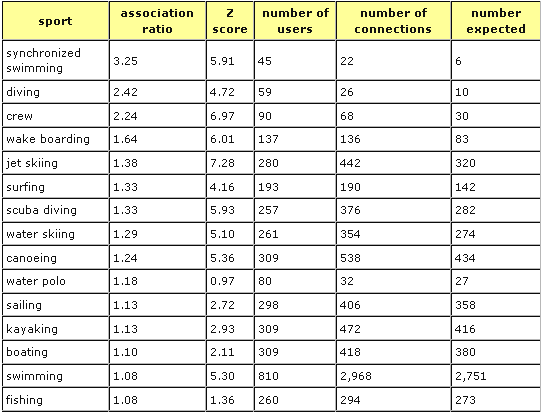 sport association ratio Z score number of users number of connections number expected
synchronized swimming 3.25 5.91 45 22 6
diving 2.42 4.72 59 26 10
crew 2.24 6.97 90 68 30
wake boarding 1.64 6.01 137 136 83
jet skiing 1.38 7.28 280 442 320
surfing 1.33 4.16 193 190 142
scuba diving 1.33 5.93 257 376 282
water skiing 1.29 5.10 261 354 274
canoeing 1.24 5.36 309 538 434
water polo 1.18 0.97 80 32 27
sailing 1.13 2.72 298 406 358
kayaking 1.13 2.93 309 472 416
boating 1.10 2.11 309 418 380
swimming 1.08 5.30 810 2,968 2,751
fishing 1.08 1.36 260 294 273